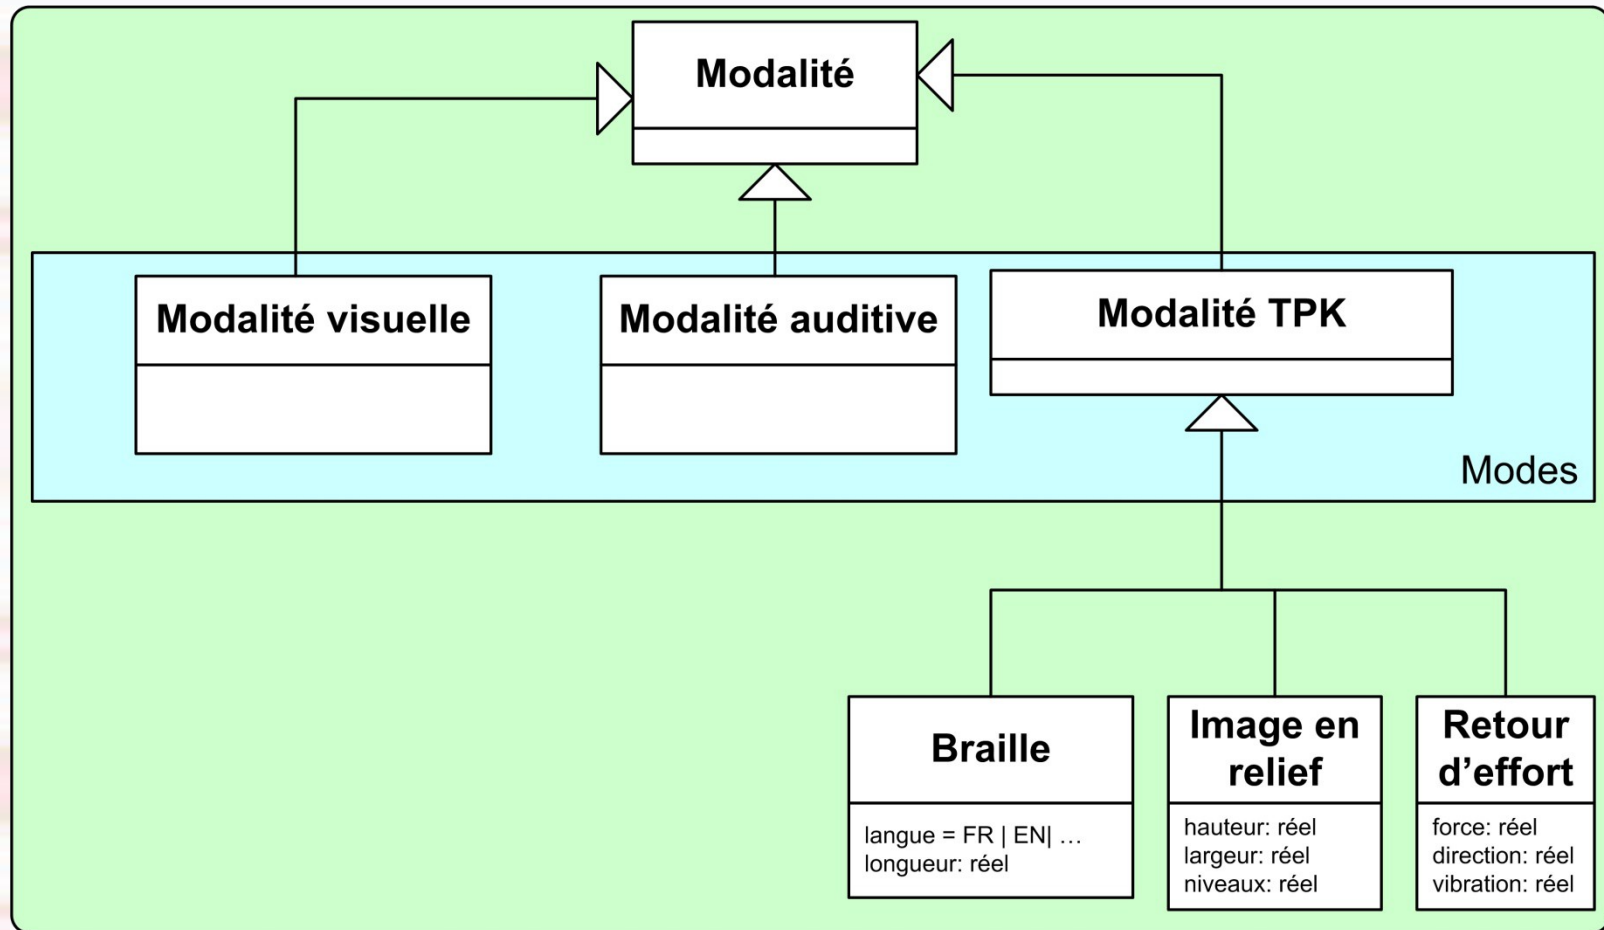 Modalité
Modalité visuelle
Modalité auditive
Modalité TPK
Modes
Braille
langue = FR | EN| …
longueur: réel
Image en
relief
hauteur: réel
largeur: réel
niveaux: réel
Retour
d’effort
force: réel
direction: réel
vibration: réel